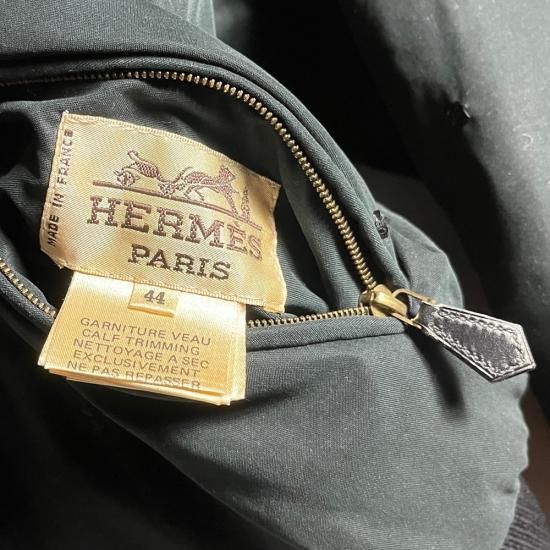 MADE IN FRANCE
HERMÈS
PARIS
44
GARNITURE VEAU
CALF TRIMMING
NETTOYAGE A SEC
EXCLUSIVEMENT
NE PAS REPASSER